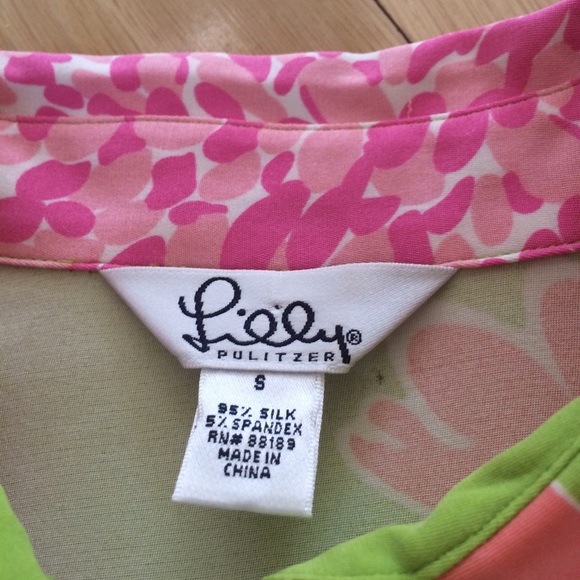 Lilly®
PULITZER
S
95% SILK
5% SPANDEX
RN# 88189
MADE IN
CHINA